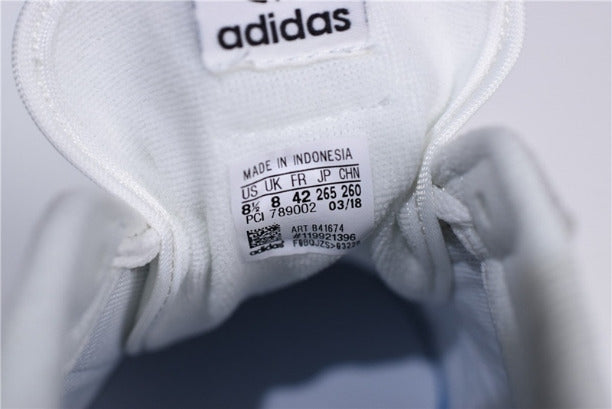 adidas
MADE IN INDONESIA
US UK FR JP CHN
8½ 8 42 265 260
PCI 789002 03/18
ART B41674
#119921396
adidas